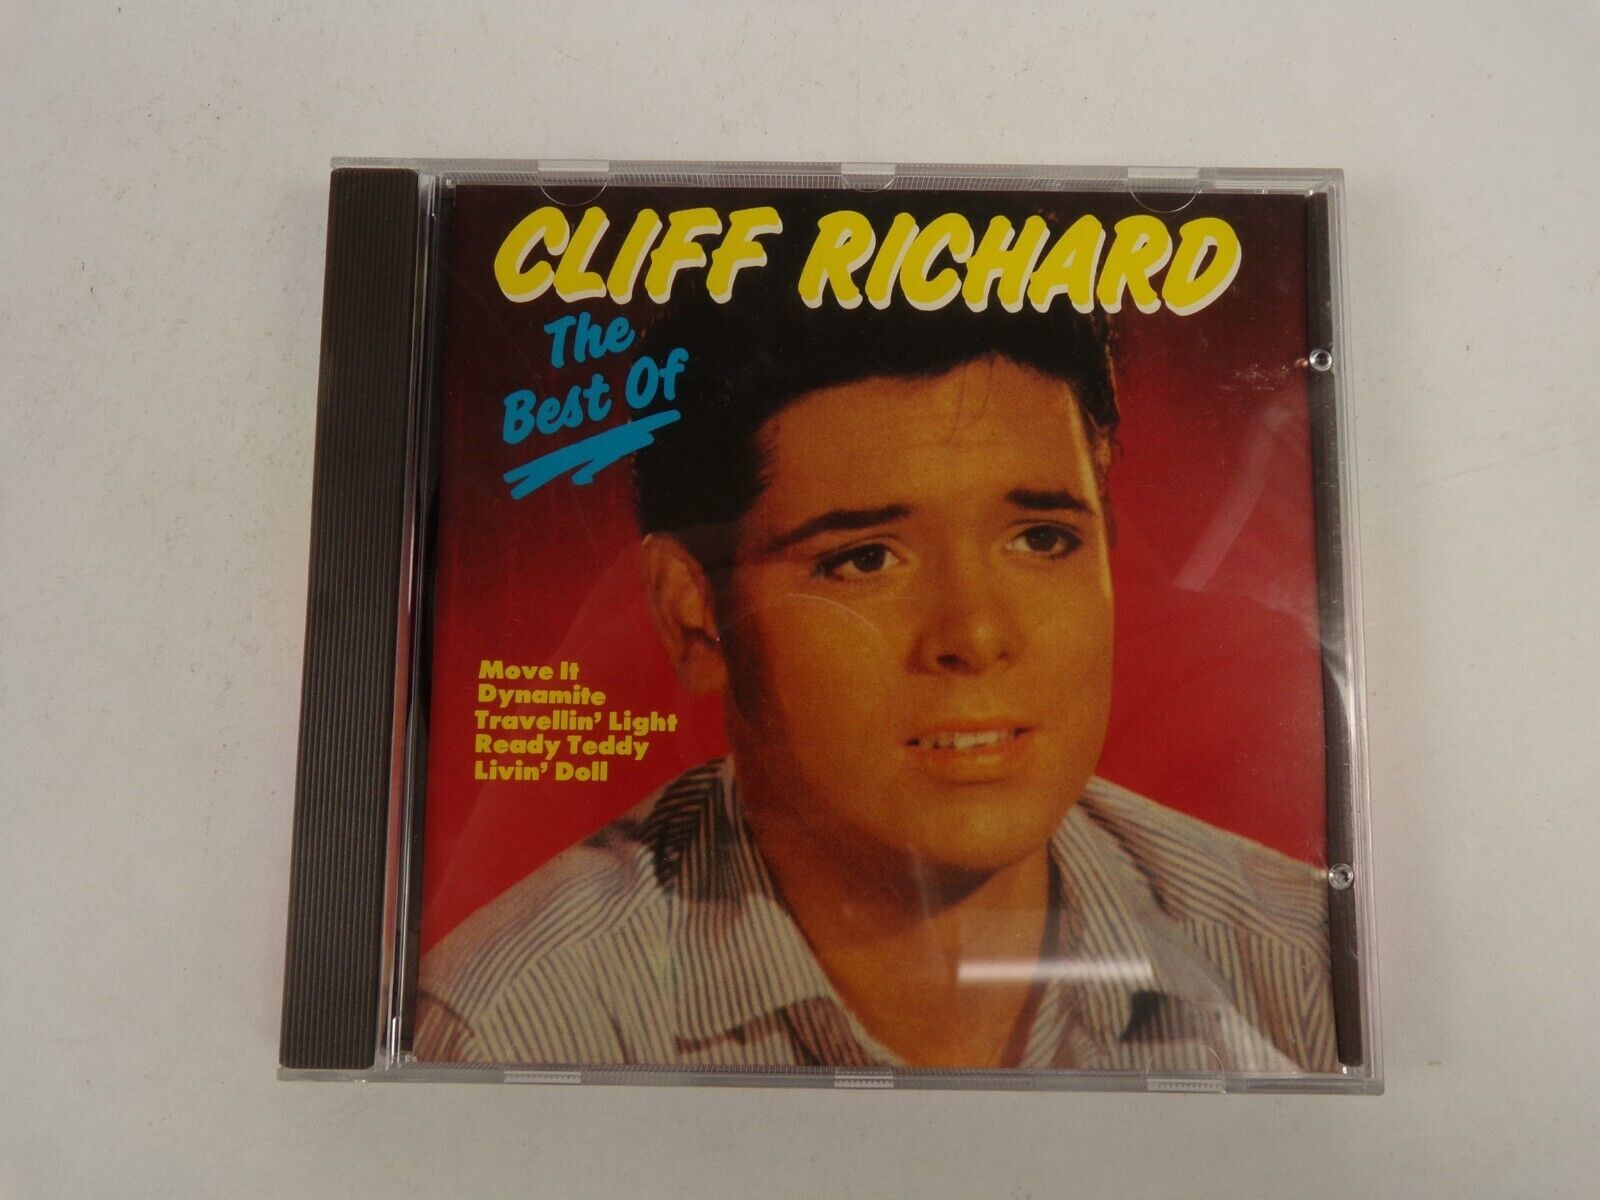 CLIFF RICHARD
The
Best Of
Move It
Dynamite
Travellin' Light
Ready Teddy
Livin' Doll